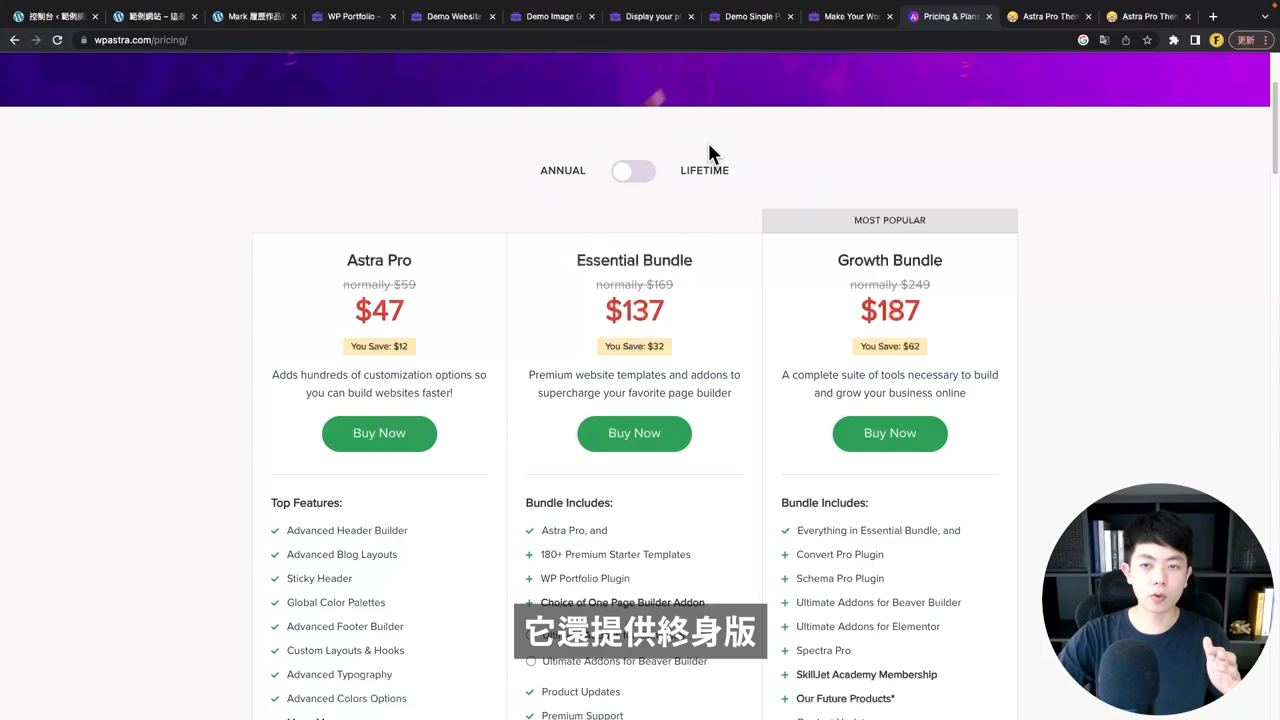 控制台 ‹ 範例網
範例網站 – 這是
Mark 履歷作品
WP Portfolio -
Demo Website
Demo Image G
Display your p
Demo Single P
Make Your Wo
Pricing & Plans
Astra Pro Then
Astra Pro Then
wpastra.com/pricing/
F
更新
ANNUAL
LIFETIME
MOST POPULAR
Astra Pro
normally $59
$47
You Save: $12
Adds hundreds of customization options so
you can build websites faster!
Buy Now
Top Features:
Advanced Header Builder
Advanced Blog Layouts
Sticky Header
Global Color Palettes
Advanced Footer Builder
Custom Layouts & Hooks
Advanced Typography
Advanced Colors Options
Essential Bundle
normally $169
$137
You Save: $32
Premium website templates and addons to
supercharge your favorite page builder
Buy Now
Bundle Includes:
Astra Pro, and
180+ Premium Starter Templates
WP Portfolio Plugin
Choice of One Page Builder Addon
Ultimate Addons for Beaver Builder
Product Updates
Premium Support
Growth Bundle
normally $249
$187
You Save: $62
A complete suite of tools necessary to build
and grow your business online
Buy Now
Bundle Includes:
Everything in Essential Bundle, and
Convert Pro Plugin
Schema Pro Plugin
Ultimate Addons for Beaver Builder
Ultimate Addons for Elementor
Spectra Pro
SkillJet Academy Membership
Our Future Products*
它還提供終身版